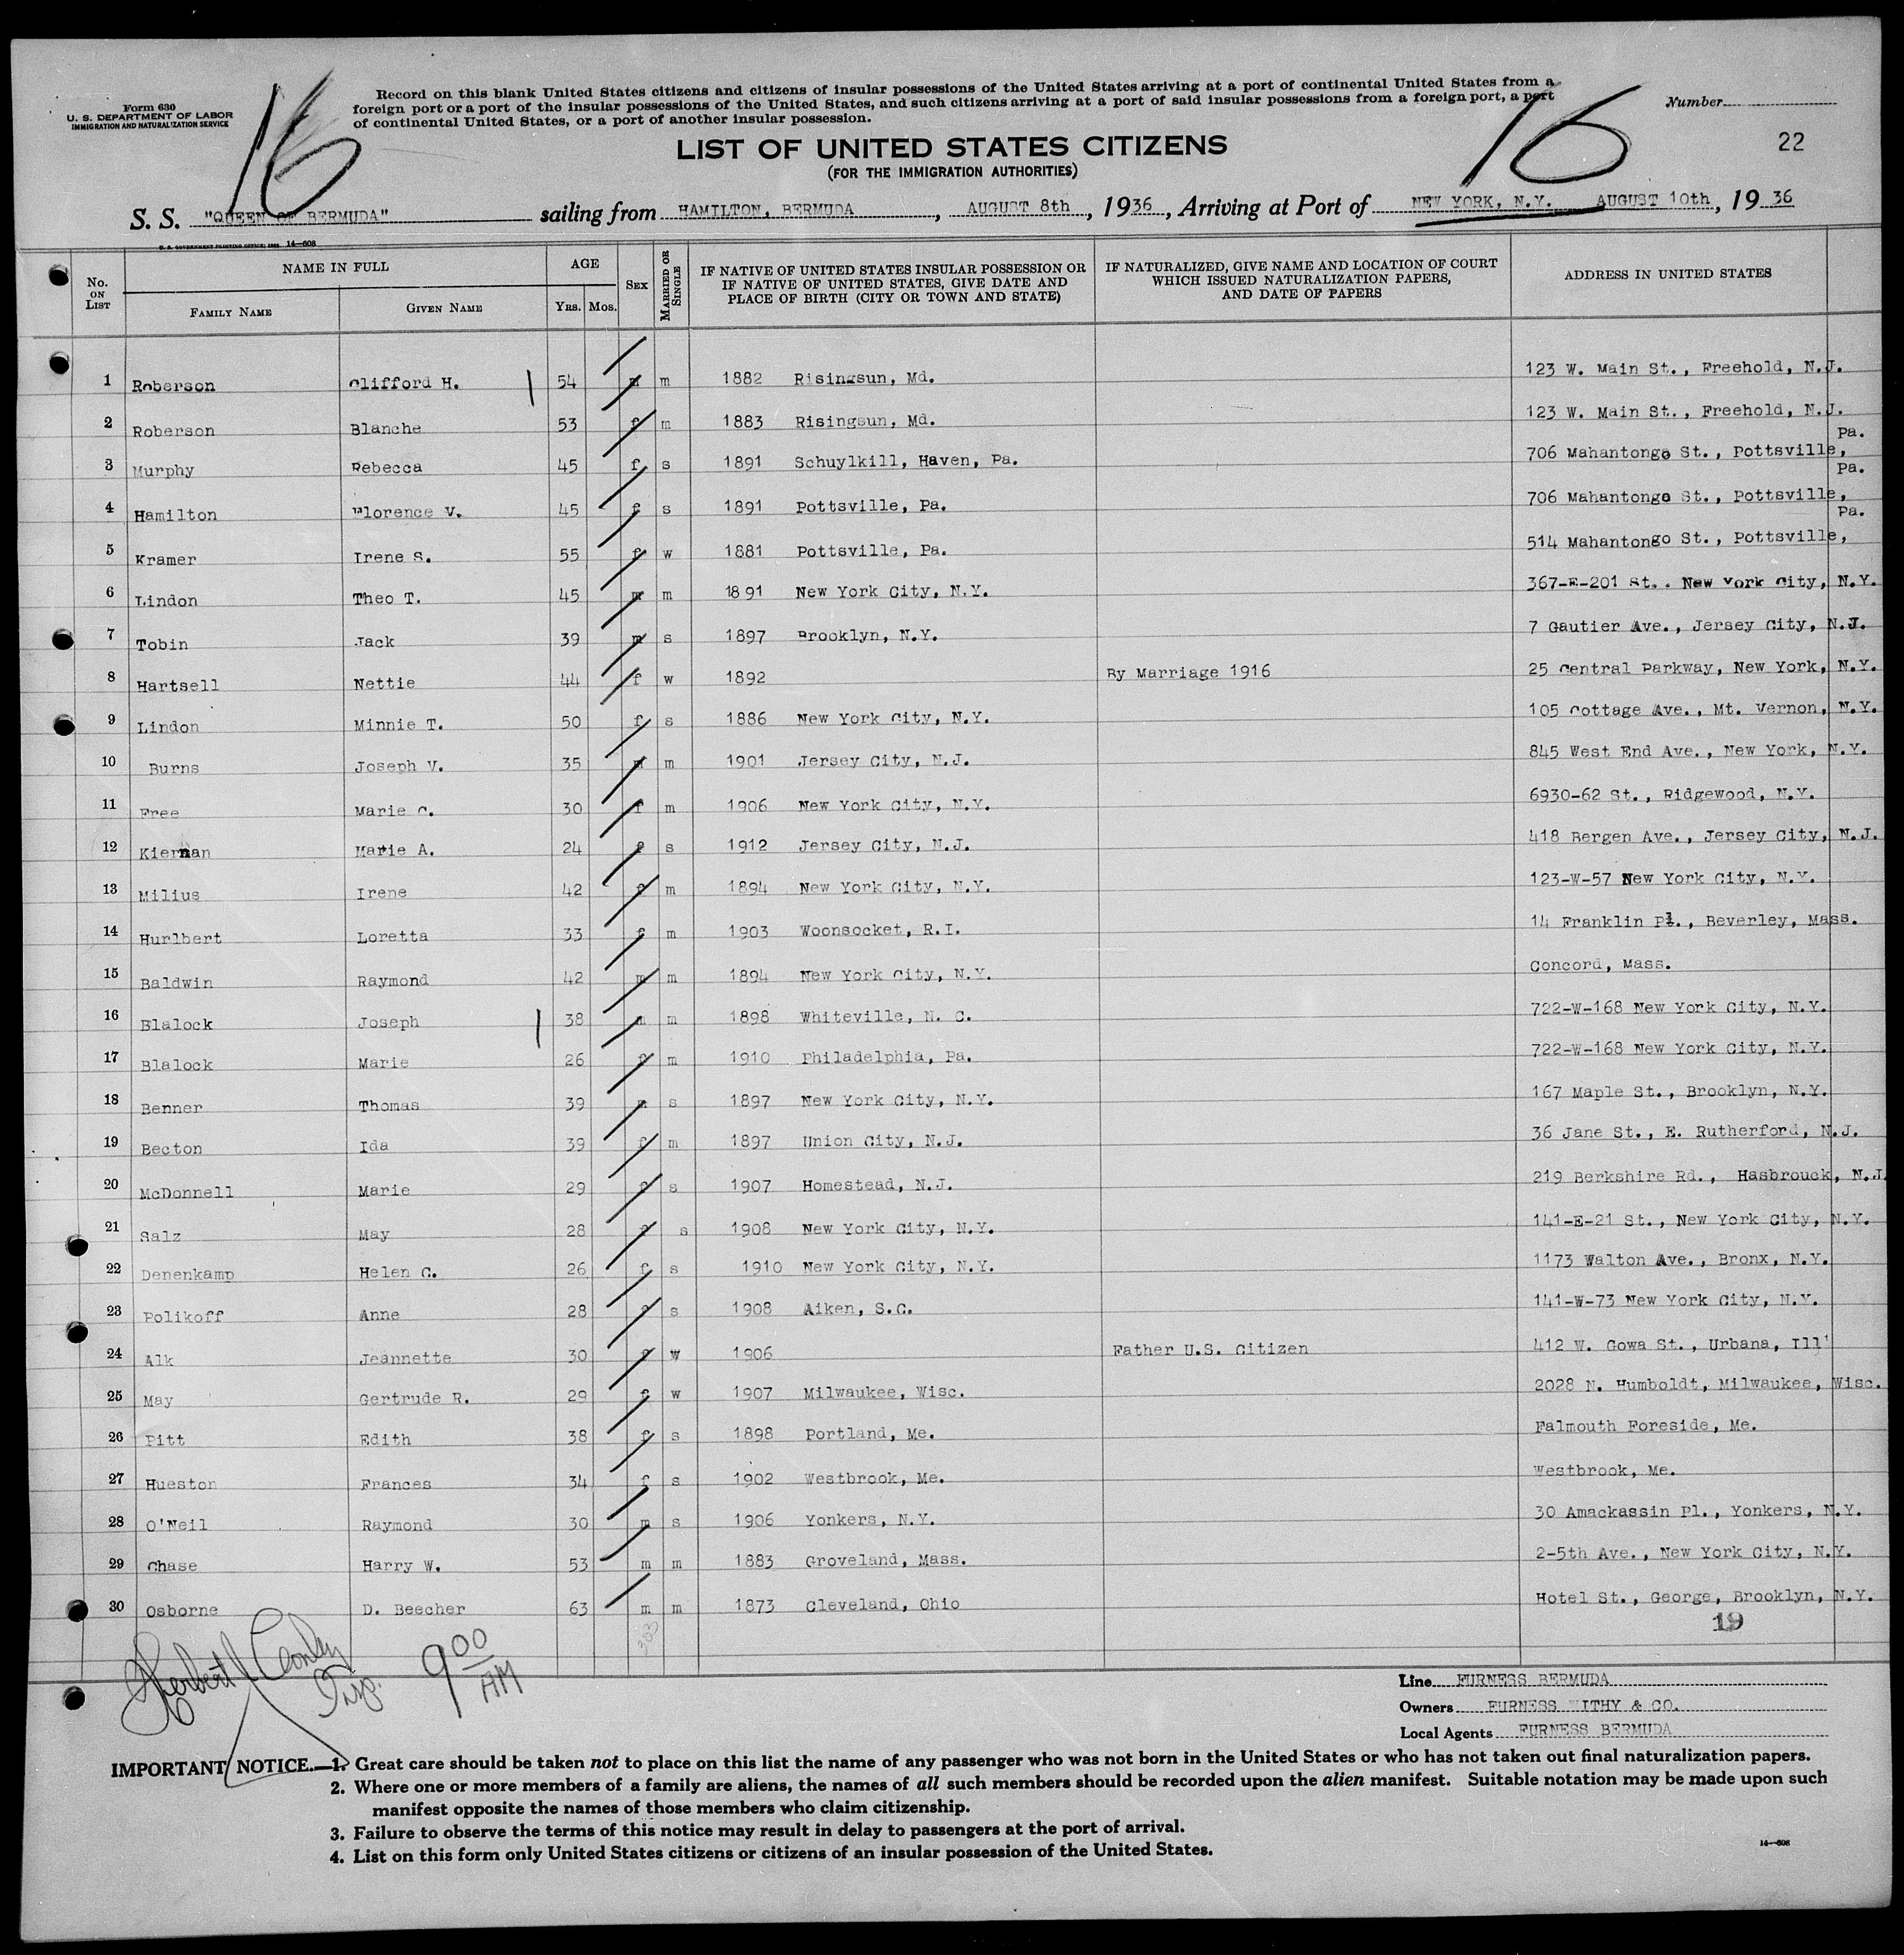 Form 630
U. S. DEPARTMENT OF LABOR
IMMIGRATION AND NATURALIZATION SERVICE
16
Record on this blank United States citizens and citizens of insular possessions of the United States arriving at a port of continental United States from a
foreign port or a port of the insular possessions of the United States, and such citizens arriving at a port of said insular possessions from a foreign port, a port
of continental United States, or a port of another insular possession.
16
Number
22
LIST OF UNITED STATES CITIZENS
(FOR THE IMMIGRATION AUTHORITIES)
S. S. "QUEEN OF BERMUDA" sailing from HAMILTON, BERMUDA, AUGUST 8th, 1936, Arriving at Port of NEW YORK, N.Y. AUGUST 10th, 1936
U. S. GOVERNMENT PRINTING OFFICE: 14—608
No. ON LIST NAME IN FULL FAMILY NAME GIVEN NAME AGE YRS. MOS. SEX MARRIED OR SINGLE IF NATIVE OF UNITED STATES INSULAR POSSESSION OR IF NATIVE OF UNITED STATES, GIVE DATE AND PLACE OF BIRTH (CITY OR TOWN AND STATE) IF NATURALIZED, GIVE NAME AND LOCATION OF COURT WHICH ISSUED NATURALIZATION PAPERS, AND DATE OF PAPERS ADDRESS IN UNITED STATES
1 Roberson Clifford H. 54 m m 1882 Risingsun, Md. 123 W. Main St., Freehold, N.J.
2 Roberson Blanche 53 f m 1883 Risingsun, Md. 123 W. Main St., Freehold, N.J.
3 Murphy Rebecca 45 f s 1891 Schuylkill, Haven, Pa. 706 Mahantongo St., Pottsville, Pa.
4 Hamilton Florence V. 45 f s 1891 Pottsville, Pa. 706 Mahantongo St., Pottsville, Pa.
5 Kramer Irene S. 55 f w 1881 Pottsville, Pa. 514 Mahantongo St., Pottsville, Pa.
6 Lindon Theo T. 45 m m 1891 New York City, N.Y. 367-E-201 St.. New York City, N.Y.
7 Tobin Jack 39 m s 1897 Brooklyn, N.Y. 7 Gautier Ave., Jersey City, N.J.
8 Hartsell Nettie 44 f w 1892 By Marriage 1916 25 Central Parkway, New York, N.Y.
9 Lindon Minnie T. 50 f s 1886 New York City, N.Y. 105 Cottage Ave., Mt. Vernon, N.Y.
10 Burns Joseph V. 35 m m 1901 Jersey City, N.J. 845 West End Ave., New York, N.Y.
11 Free Marie C. 30 f m 1906 New York City, N.Y. 6930-62 St., Ridgewood, N.Y.
12 Kiernan Marie A. 24 f s 1912 Jersey City, N.J. 418 Bergen Ave., Jersey City, N.J.
13 Milius Irene 42 f m 1894 New York City, N.Y. 123-W-57 New York City, N.Y.
14 Hurlbert Loretta 33 f m 1903 Woonsocket, R.I. 14 Franklin Pl., Beverley, Mass.
15 Baldwin Raymond 42 m m 1894 New York City, N.Y. Concord, Mass.
16 Blalock Joseph 38 m m 1898 Whiteville, N. C. 722-W-168 New York City, N.Y.
17 Blalock Marie 26 f m 1910 Philadelphia, Pa. 722-W-168 New York City, N.Y.
18 Benner Thomas 39 m s 1897 New York City, N.Y. 167 Maple St., Brooklyn, N.Y.
19 Becton Ida 39 f m 1897 Union City, N.J. 36 Jane St., E. Rutherford, N.J.
20 McDonnell Marie 29 f s 1907 Homestead, N.J. 219 Berkshire Rd., Hasbrouck, N.J.
21 Salz May 28 f s 1908 New York City, N.Y. 141-E-21 St., New York City, N.Y.
22 Denenkamp Helen C. 26 f s 1910 New York City, N.Y. 1173 Walton Ave., Bronx, N.Y.
23 Polikoff Anne 28 f s 1908 Aiken, S.C. 141-W-73 New York City, N.Y.
24 Alk Jeannette 30 f w 1906 Father U.S. Citizen 412 W. Gowa St., Urbana, Ill'
25 May Gertrude R. 29 f w 1907 Milwaukee, Wisc. 2028 N. Humboldt, Milwaukee, Wisc.
26 Pitt Edith 38 f s 1898 Portland, Me. Falmouth Foreside, Me.
27 Hueston Frances 34 f s 1902 Westbrook, Me. Westbrook, Me.
28 O'Neil Raymond 30 m s 1906 Yonkers, N.Y. 30 Amackassin Pl., Yonkers, N.Y.
29 Chase Harry W. 53 m m 1883 Groveland, Mass. 2-5th Ave., New York City, N.Y.
30 Osborne D. Beecher 63 m m 1873 Cleveland, Ohio Hotel St., George, Brooklyn, N.Y.
19
303
Herbert J Conley
Insp.
9 00 AM
Line FURNESS BERMUDA
Owners FURNESS WITHY & CO.
Local Agents FURNESS BERMUDA
IMPORTANT NOTICE.—1. Great care should be taken not to place on this list the name of any passenger who was not born in the United States or who has not taken out final naturalization papers.
2. Where one or more members of a family are aliens, the names of all such members should be recorded upon the alien manifest. Suitable notation may be made upon such
manifest opposite the names of those members who claim citizenship.
3. Failure to observe the terms of this notice may result in delay to passengers at the port of arrival.
4. List on this form only United States citizens or citizens of an insular possession of the United States.
14—608